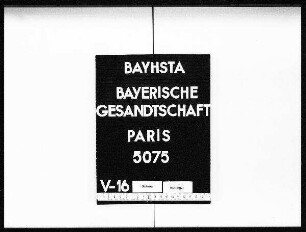 BAYHSTA
BAYERISCHE
GESANDTSCHAFT
PARIS
5075
V-16